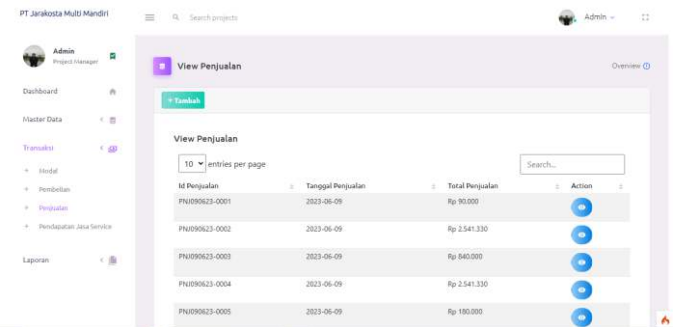 PT Jarakosta Multi Mandiri
Search projects
Admin
Admin
Project Manager
View Penjualan
Overview
Dashboard
+ Tambah
Master Data
View Penjualan
Transaksi
10 entries per page
Search...
Modal
Id Penjualan Tanggal Penjualan Total Penjualan Action
Pembelian
PNJ090623-0001 2023-06-09 Rp 90.000
Penjualan
Pendapatan Jasa Service
PNJ090623-0002 2023-06-09 Rp 2.541.330
PNJ090623-0003 2023-06-09 Rp 840.000
Laporan
PNJ090623-0004 2023-06-09 Rp 2.541.330
PNJ090623-0005 2023-06-09 Rp 180.000